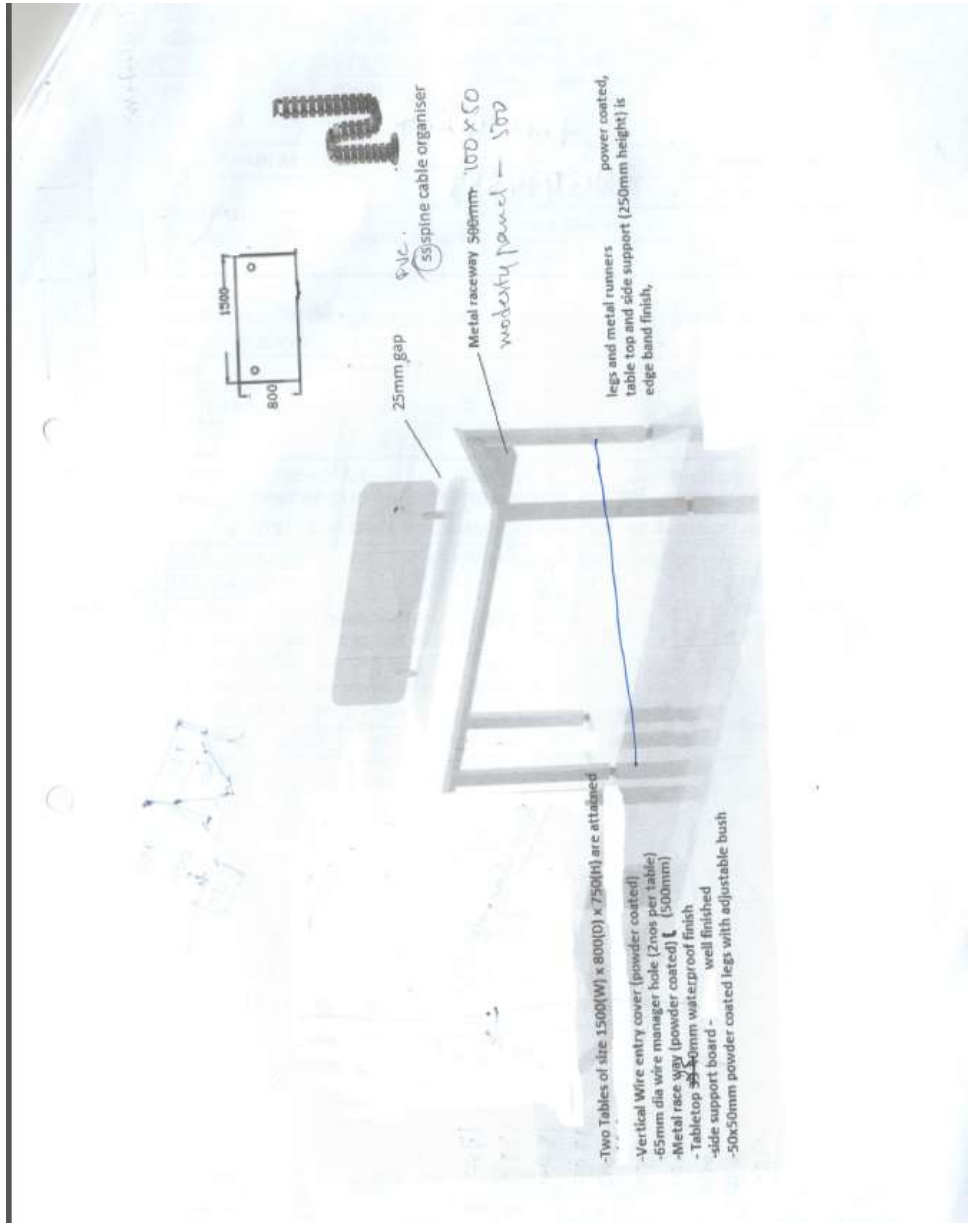 1500
800
PVC.
SS spine cable organiser
25mm gap
Metal raceway 500mm 100 x 50
modesty panel - 500
legs and metal runners power coated,
table top and side support (250mm height) is
edge band finish,
-Two Tables of size 1500(W) x 800(D) x 750(H) are attained
-Vertical Wire entry cover (powder coated)
-65mm dia wire manager hole (2nos per table)
-Metal race way (powder coated) (500mm)
- Tabletop 25mm waterproof finish
-side support board - well finished
-50x50mm powder coated legs with adjustable bush